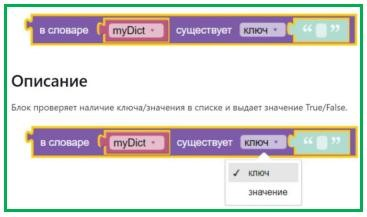 в словаре myDict существует ключ “ ”
Описание
Блок проверяет наличие ключа/значения в списке и выдает значение True/False.
в словаре myDict существует ключ “ ”
✓ ключ
значение